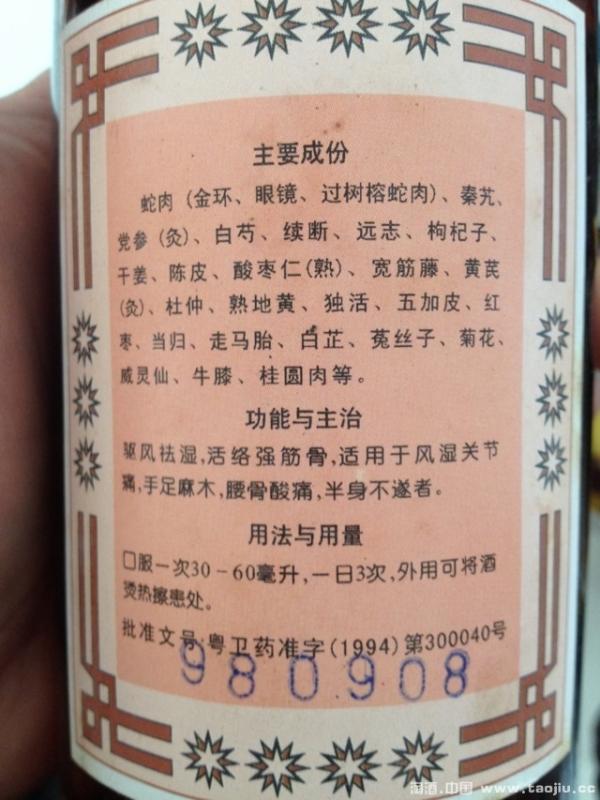 主要成份
蛇肉（金环、眼镜、过树榕蛇肉）、秦艽、
党参（灸）、白芍、续断、远志、枸杞子、
干姜、陈皮、酸枣仁（熟）、宽筋藤、黄芪
（灸）、杜仲、熟地黄、独活、五加皮、红
枣、当归、走马胎、白芷、菟丝子、菊花、
威灵仙、牛膝、桂圆肉等。
功能与主治
驱风祛湿,活络强筋骨,适用于风湿关节
痛,手足麻木,腰骨酸痛,半身不遂者。
用法与用量
口服一次30-60毫升,一日3次,外用可将酒
烫热擦患处。
批准文号:粤卫药准字(1994)第300040号
980908
淘酒.中国 www.taojiu.cc